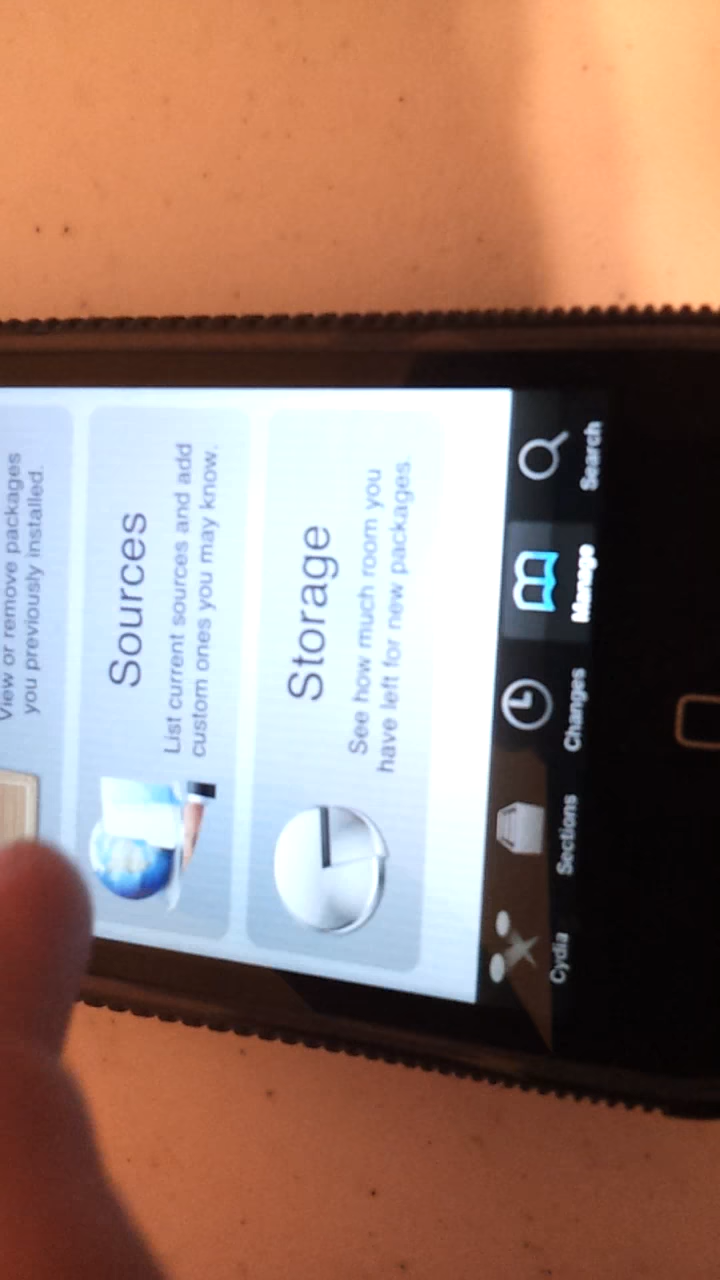 View or remove packages
you previously installed.
Sources
List current sources and add
custom ones you may know.
Storage
See how much room you
have left for new packages.
Cydia
Sections
Changes
Manage
Search